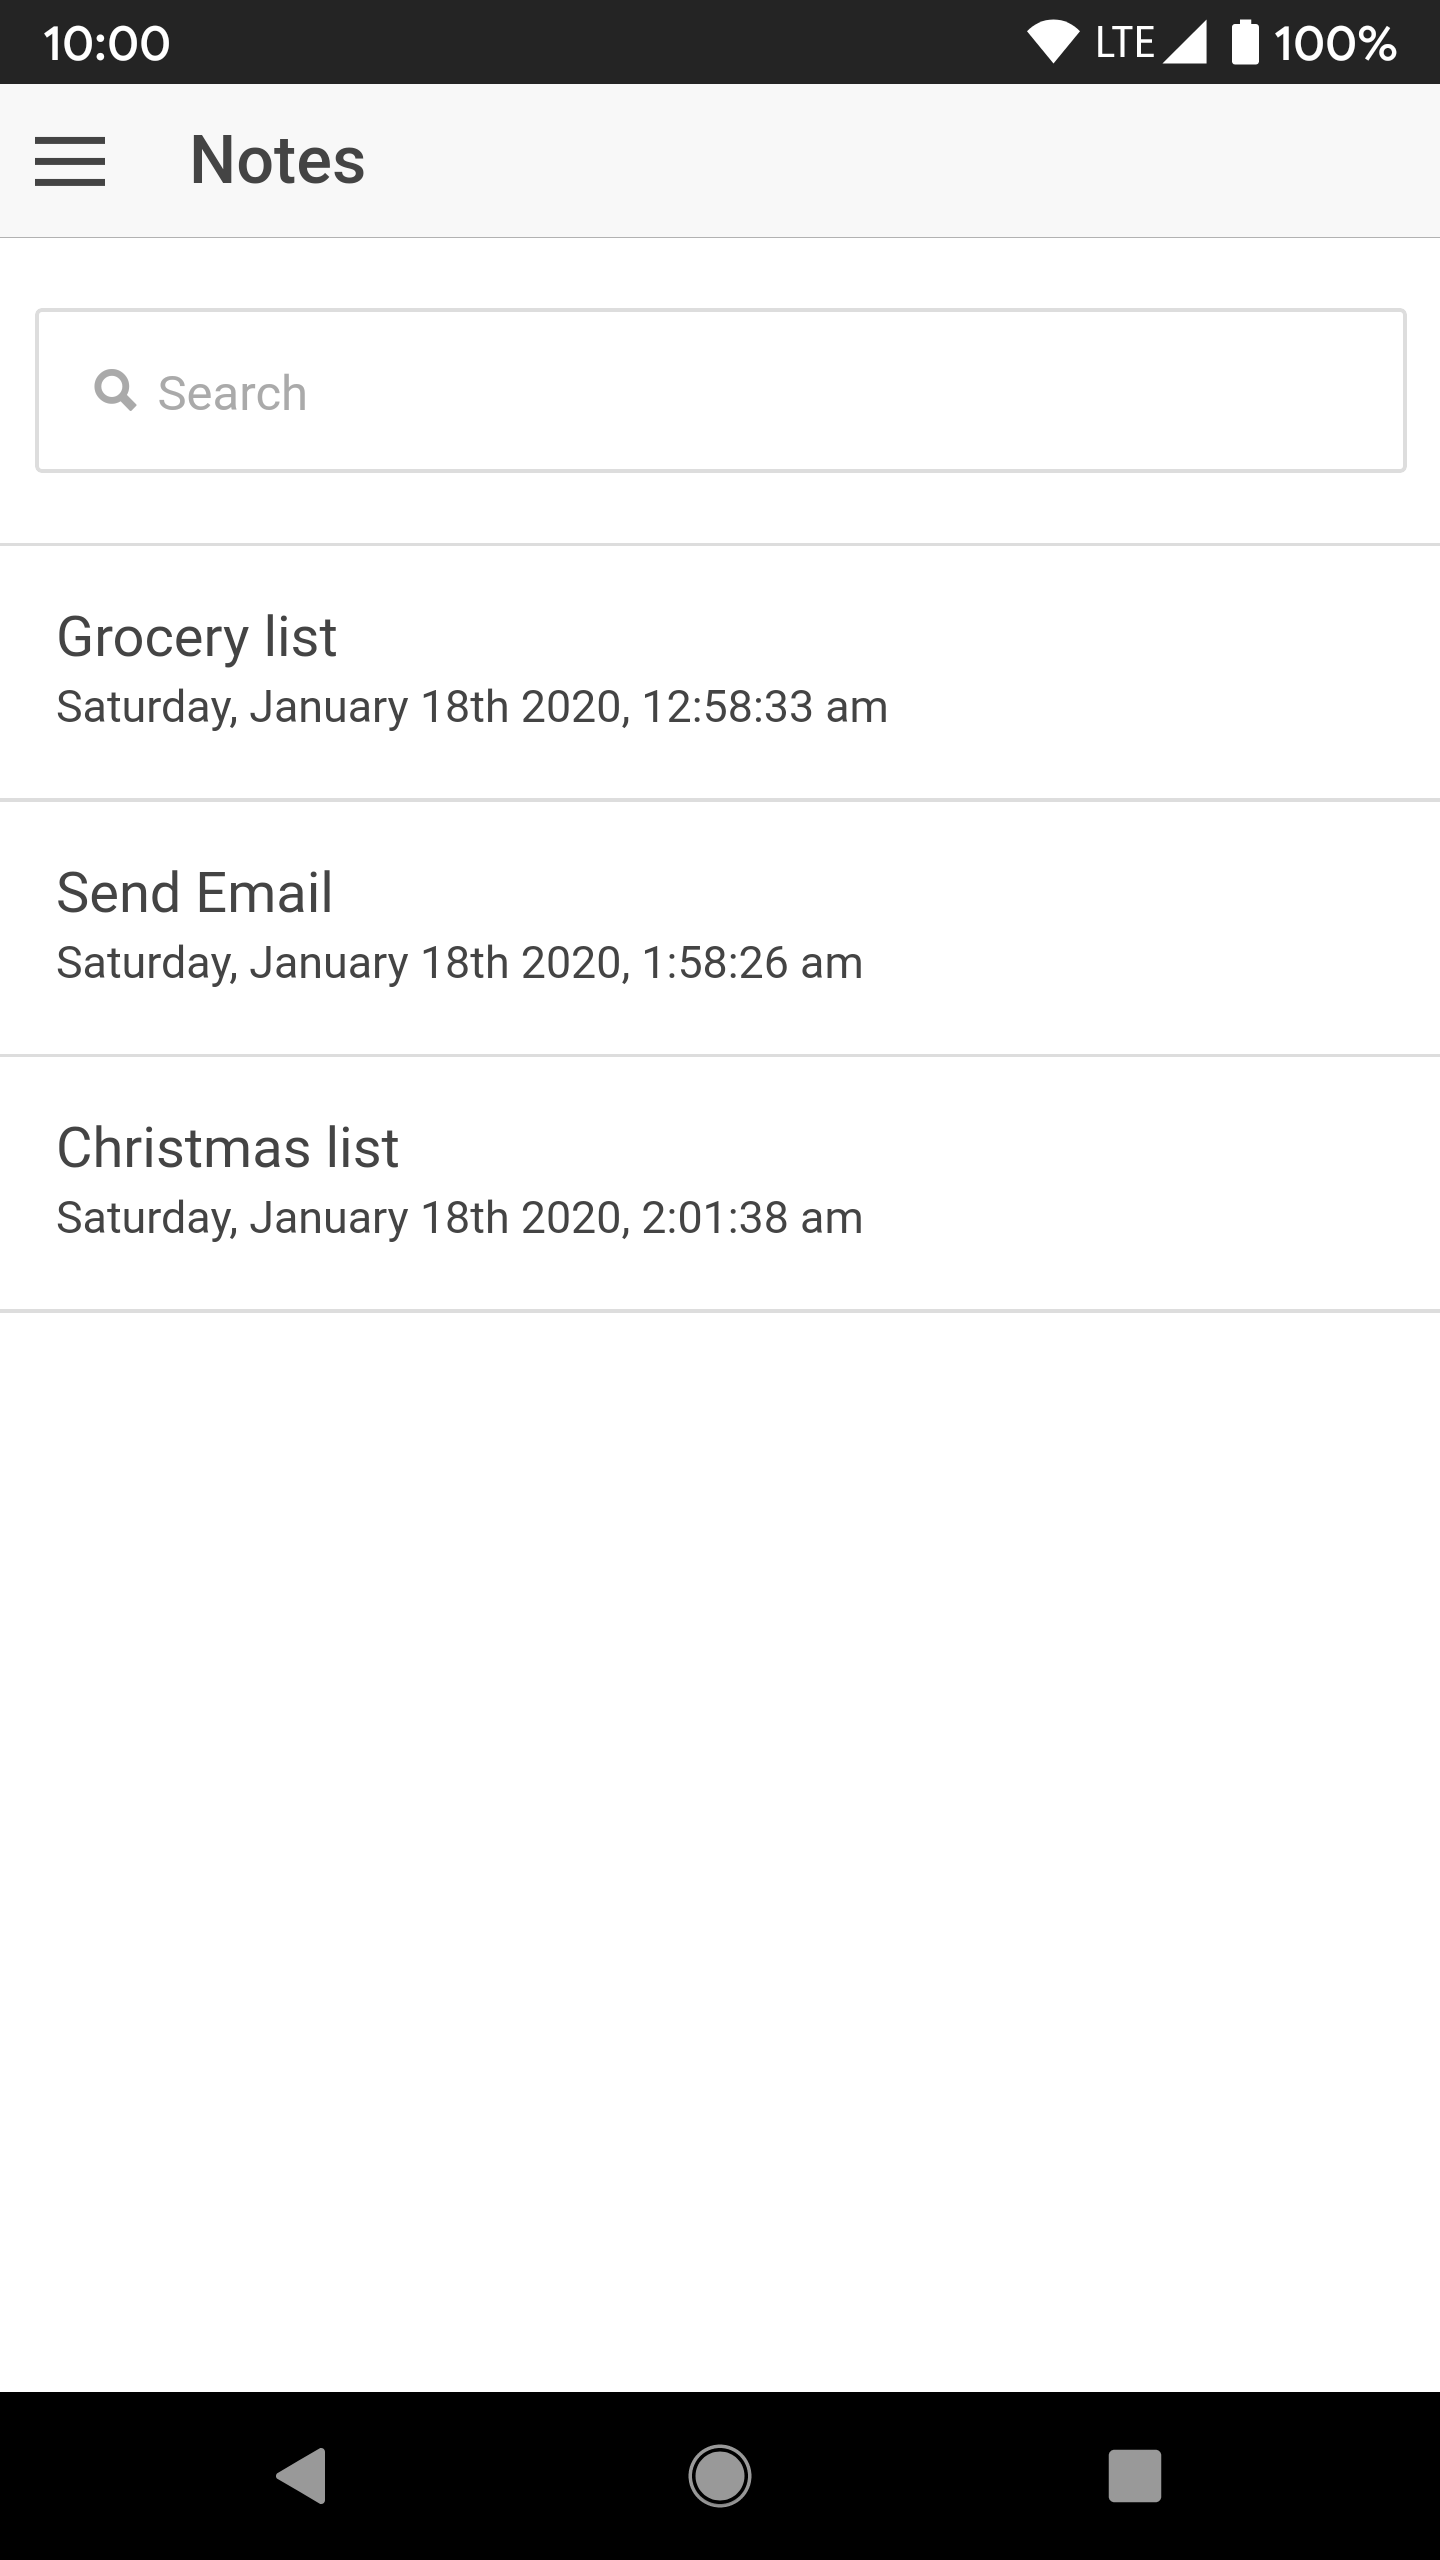 10:00 LTE 100%
Notes
Search
Grocery list
Saturday, January 18th 2020, 12:58:33 am
Send Email
Saturday, January 18th 2020, 1:58:26 am
Christmas list
Saturday, January 18th 2020, 2:01:38 am